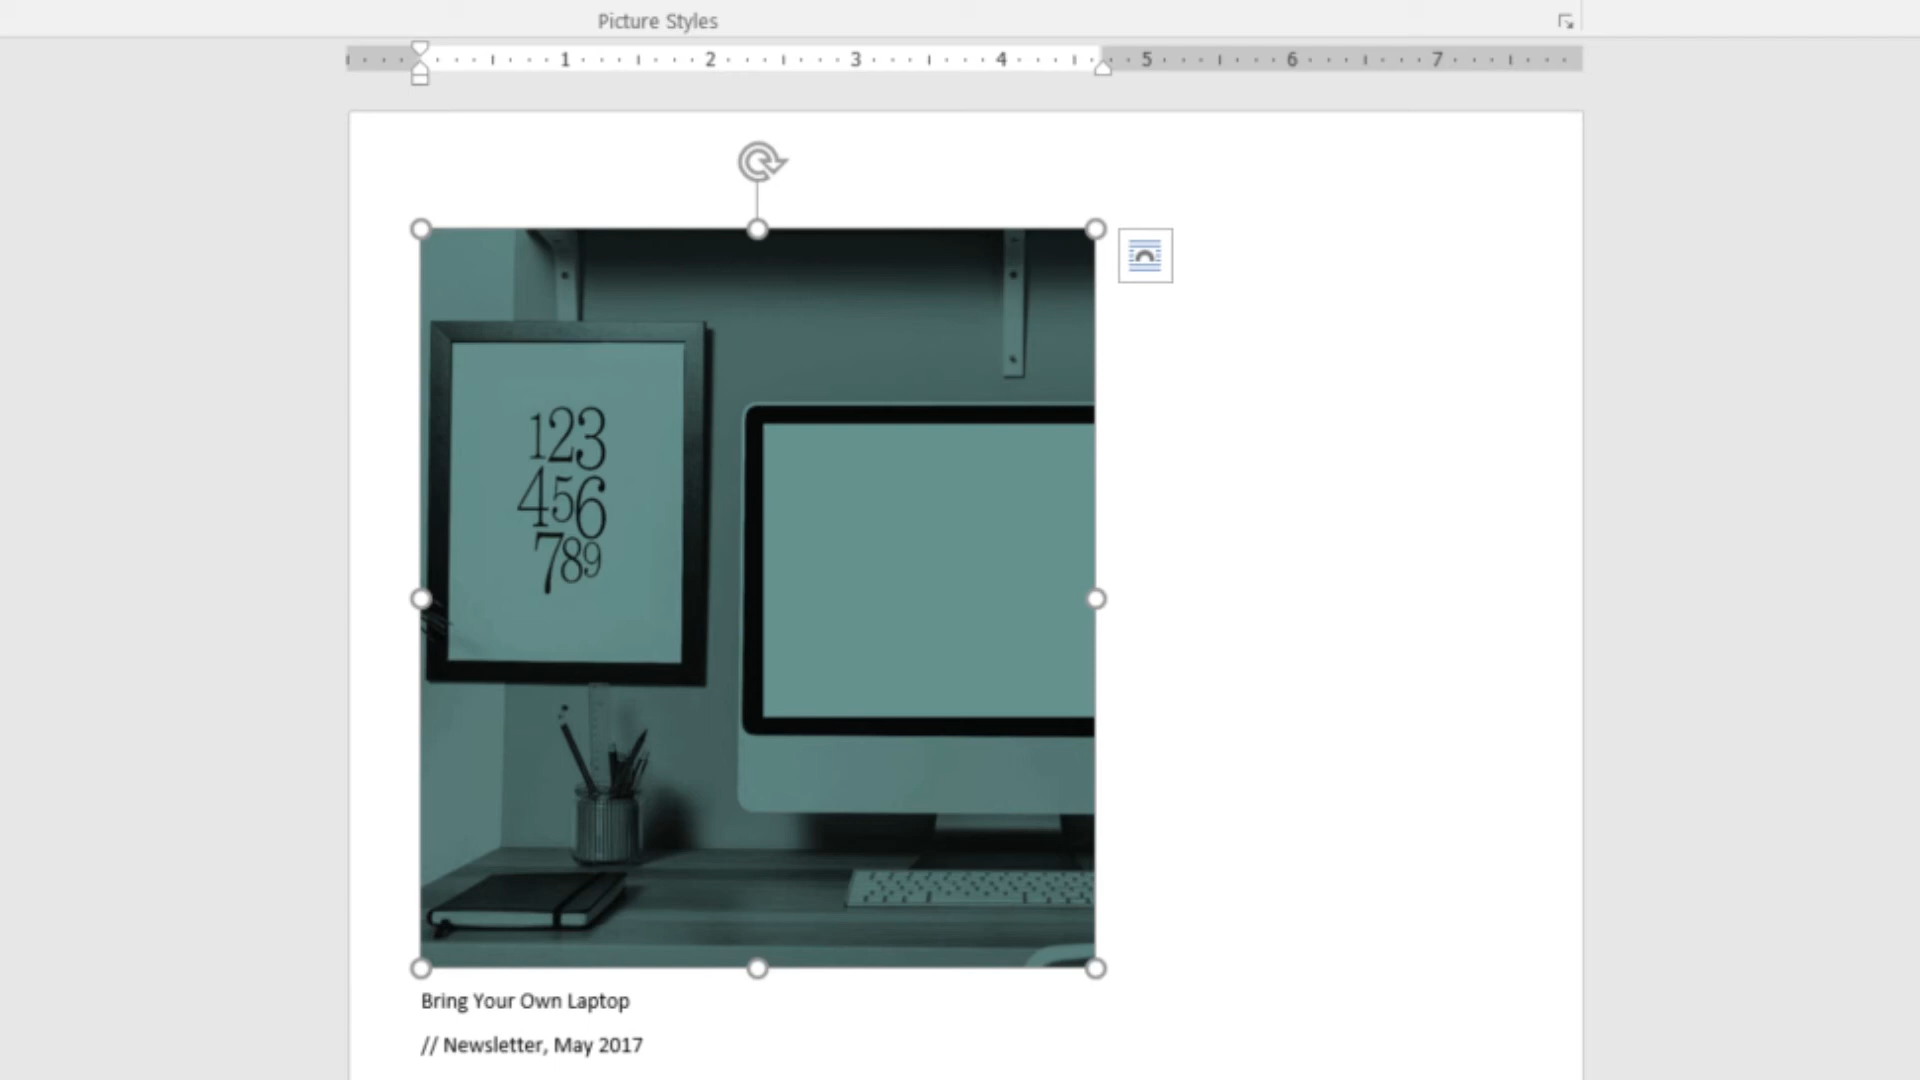 Picture Styles
1 2 3 4 5 6 7
123
456
789
Bring Your Own Laptop
// Newsletter, May 2017